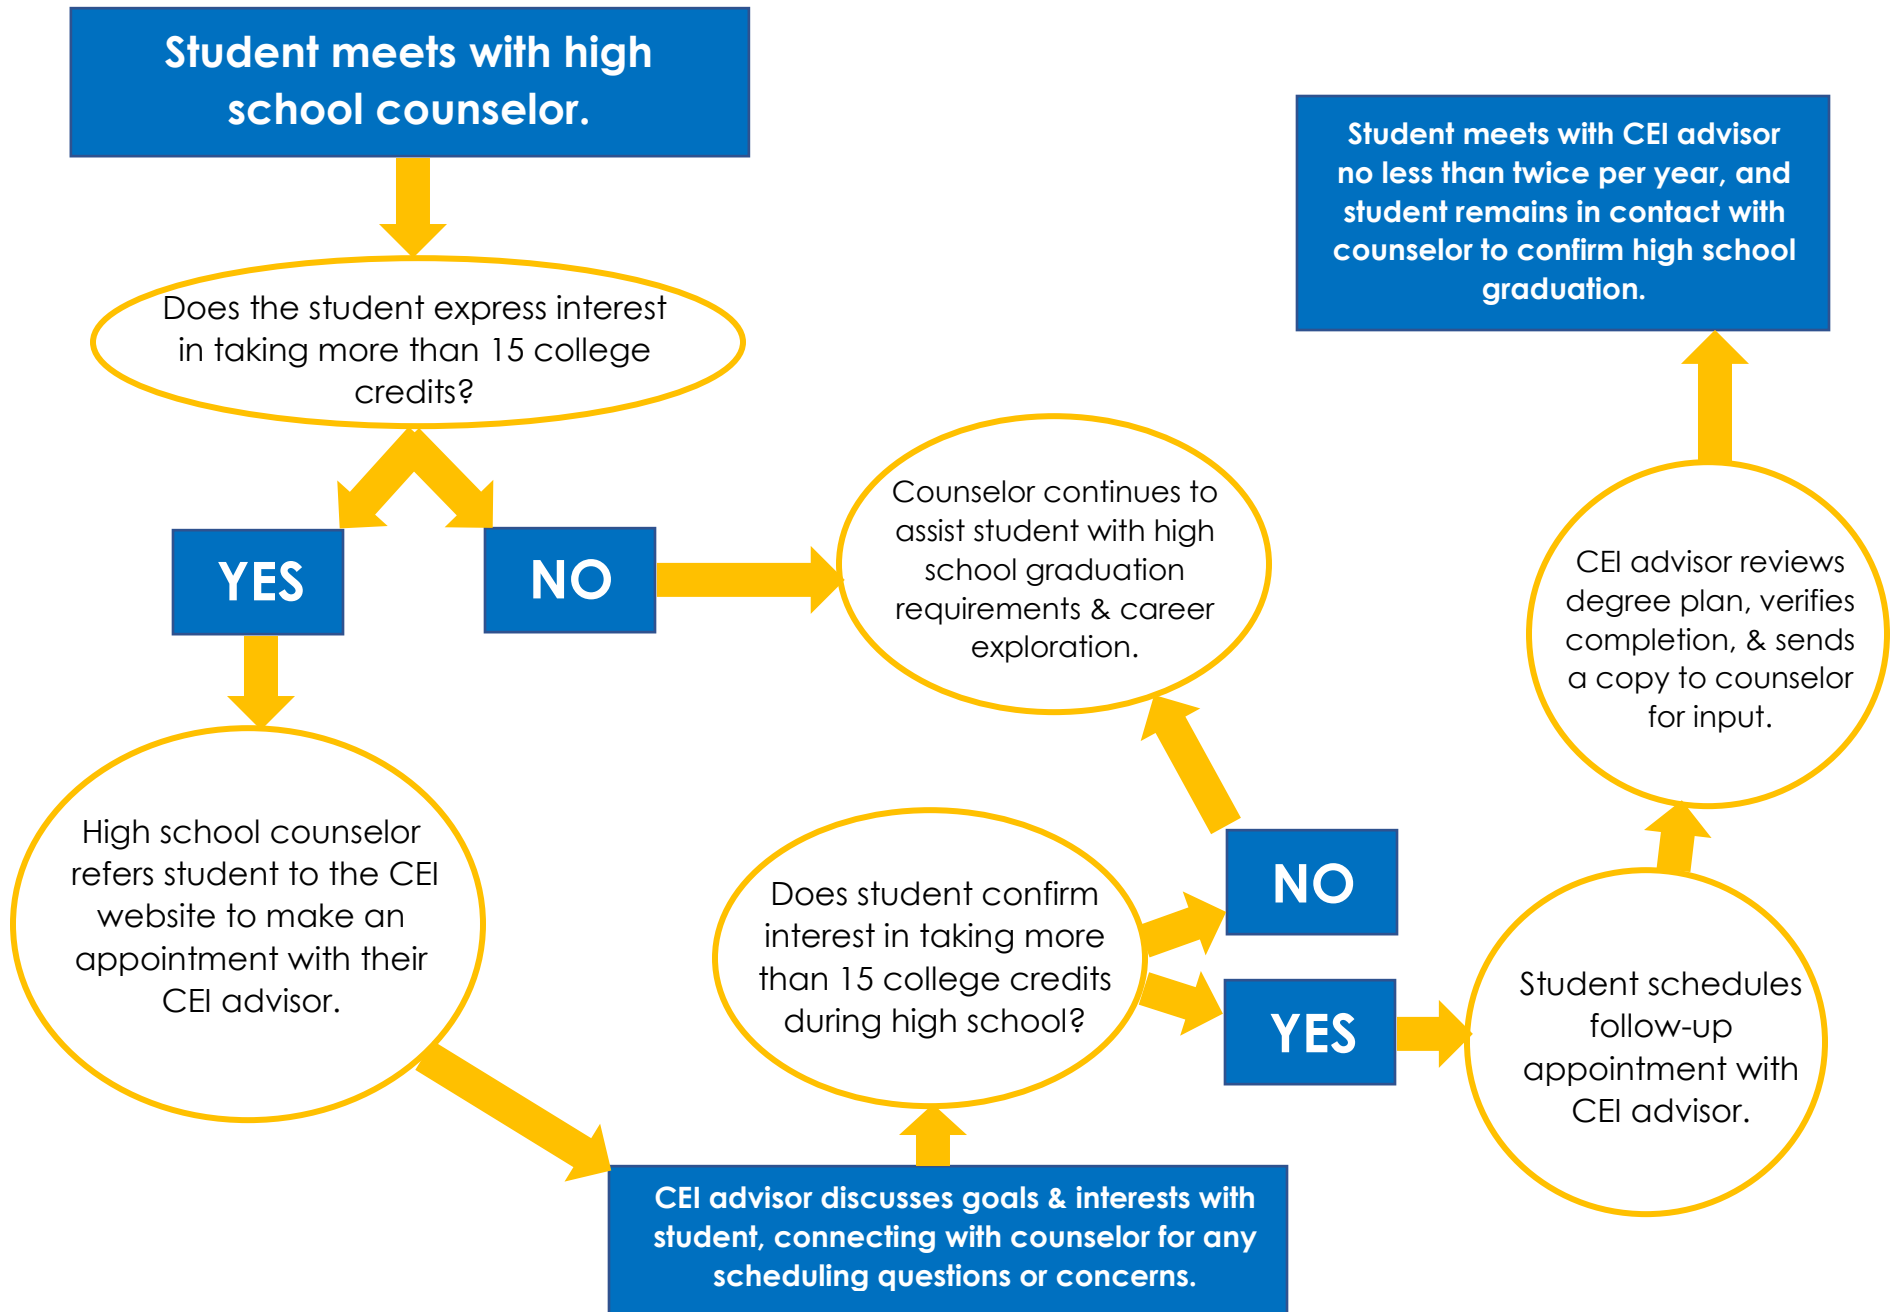 Student meets with high
school counselor.
Does the student express interest
in taking more than 15 college
credits?
YES
NO
High school counselor
refers student to the CEI
website to make an
appointment with their
CEI advisor.
Counselor continues to
assist student with high
school graduation
requirements & career
exploration.
CEI advisor discusses goals & interests with
student, connecting with counselor for any
scheduling questions or concerns.
Does student confirm
interest in taking more
than 15 college credits
during high school?
NO
YES
Student schedules
follow-up
appointment with
CEI advisor.
CEI advisor reviews
degree plan, verifies
completion, & sends
a copy to counselor
for input.
Student meets with CEI advisor
no less than twice per year, and
student remains in contact with
counselor to confirm high school
graduation.